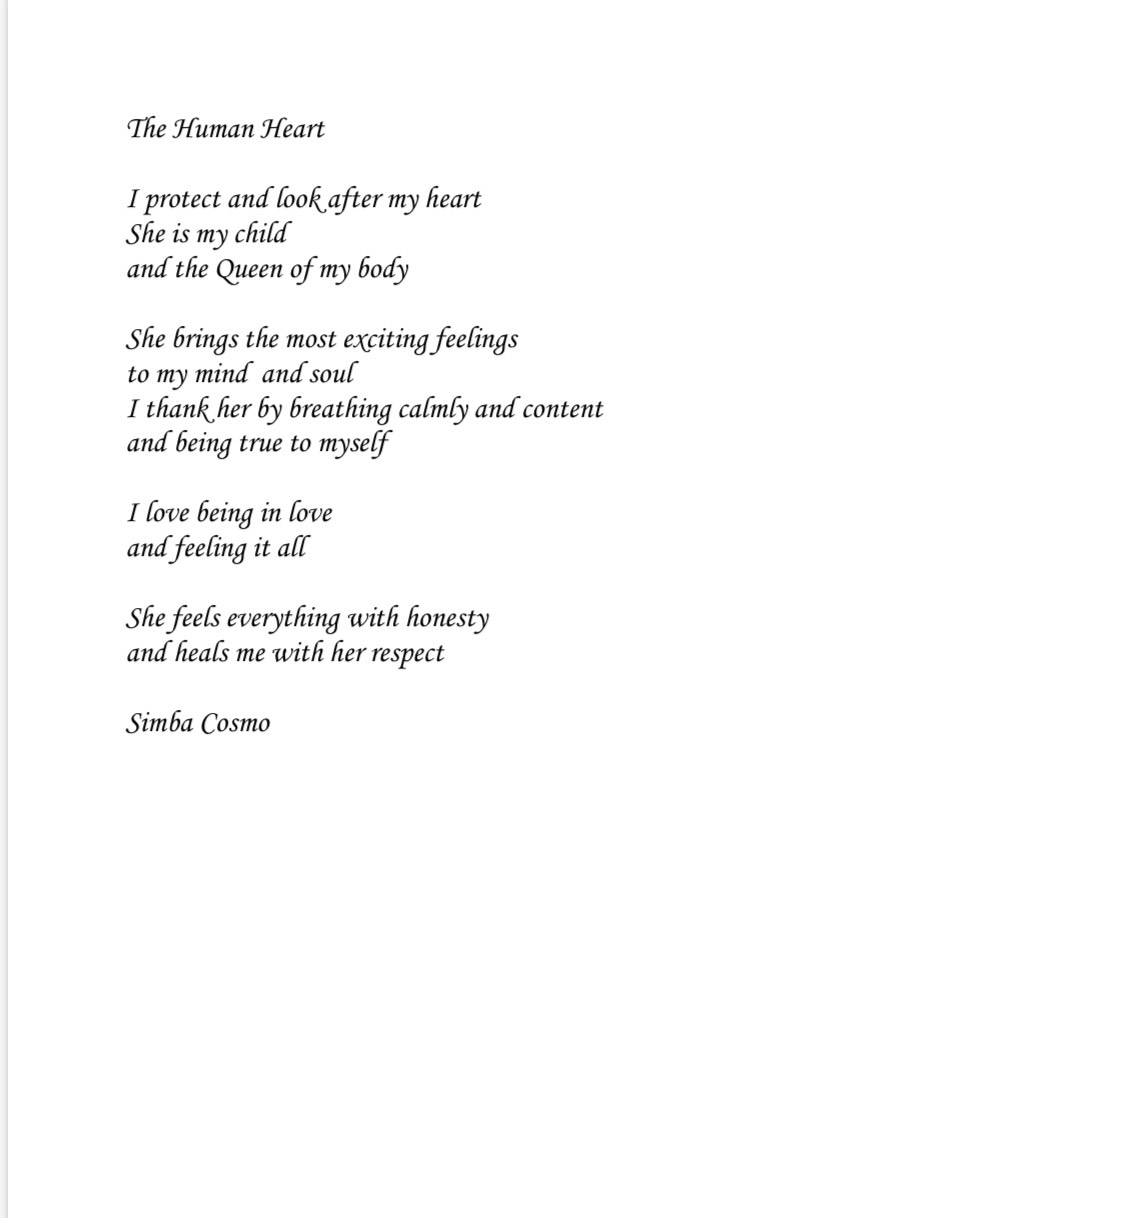 The Human Heart
I protect and look after my heart
She is my child
and the Queen of my body
She brings the most exciting feelings
to my mind  and soul
I thank her by breathing calmly and content
and being true to myself
I love being in love
and feeling it all
She feels everything with honesty
and heals me with her respect
Simba Cosmo